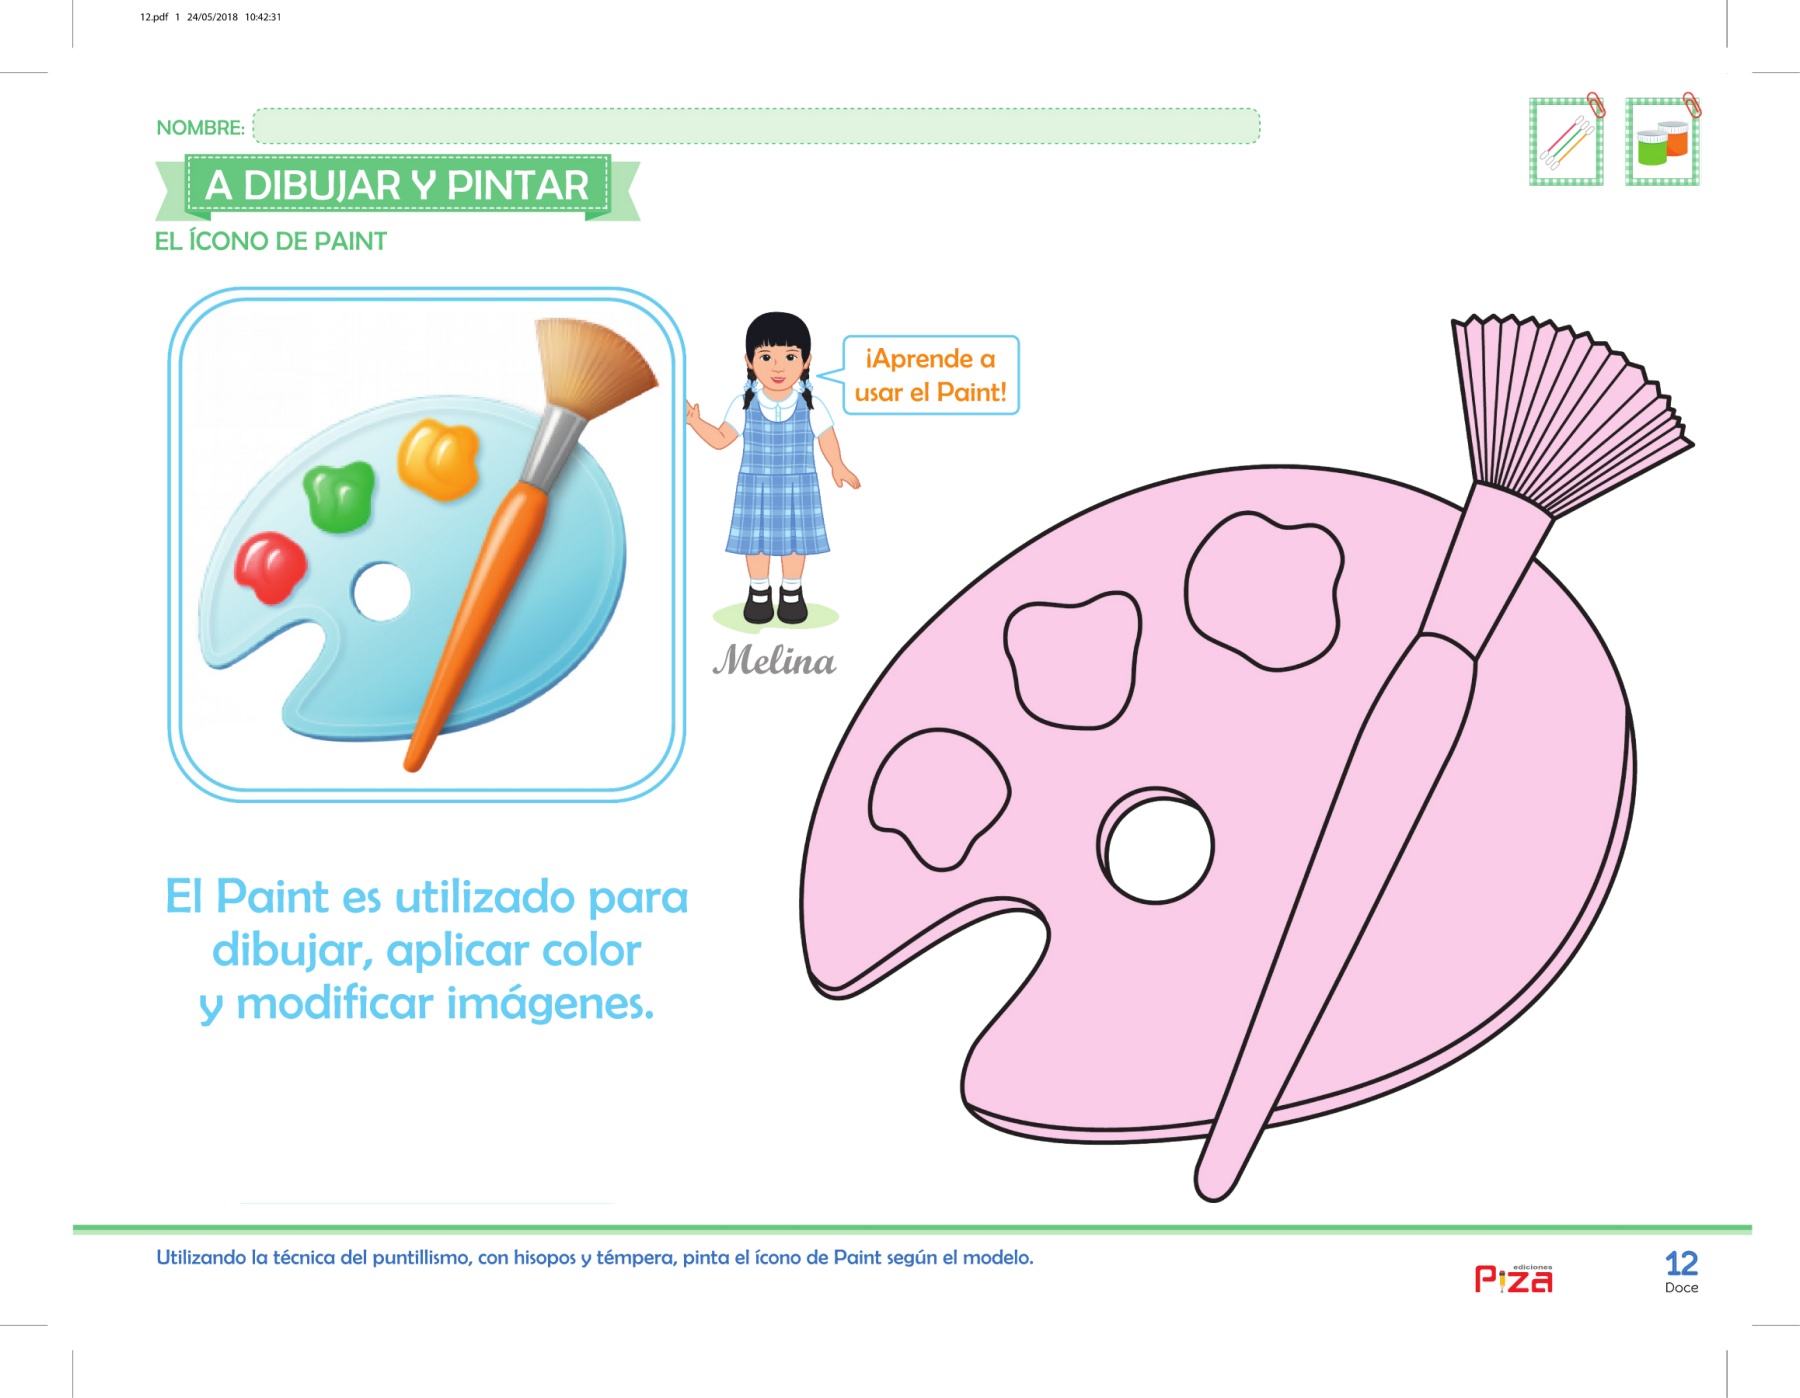 12.pdf 1 24/05/2018 10:42:31
NOMBRE:
A DIBUJAR Y PINTAR
EL ÍCONO DE PAINT
¡Aprende a
usar el Paint!
Melina
El Paint es utilizado para
dibujar, aplicar color
y modificar imágenes.
Utilizando la técnica del puntillismo, con hisopos y témpera, pinta el ícono de Paint según el modelo.
ediciones
Piza
12
Doce